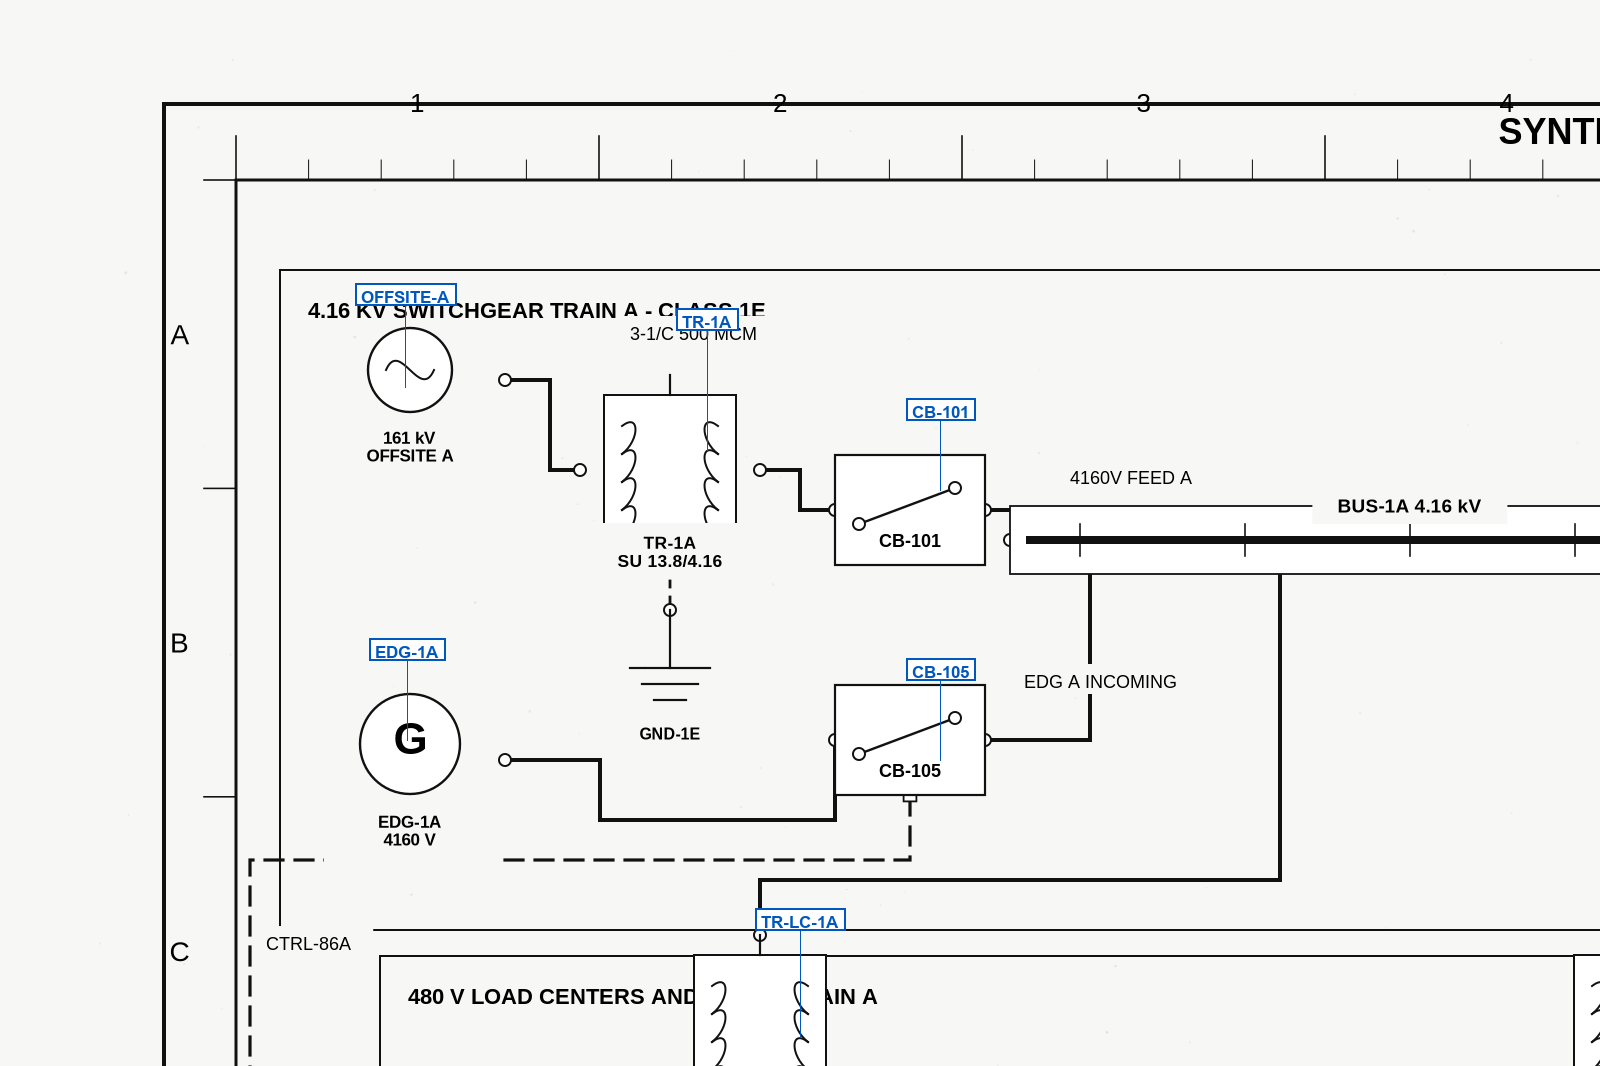 1 2 3 4
SYNT
A
OFFSITE-A
4.16 KV SWITCHGEAR TRAIN A - CLASS 1E
TR-1A
3-1/C 500 MCM
161 kV
OFFSITE A
CB-101
4160V FEED A
BUS-1A 4.16 kV
CB-101
TR-1A
SU 13.8/4.16
B
EDG-1A
CB-105
EDG A INCOMING
G
GND-1E
CB-105
EDG-1A
4160 V
TR-LC-1A
C
CTRL-86A
480 V LOAD CENTERS AND AIN A